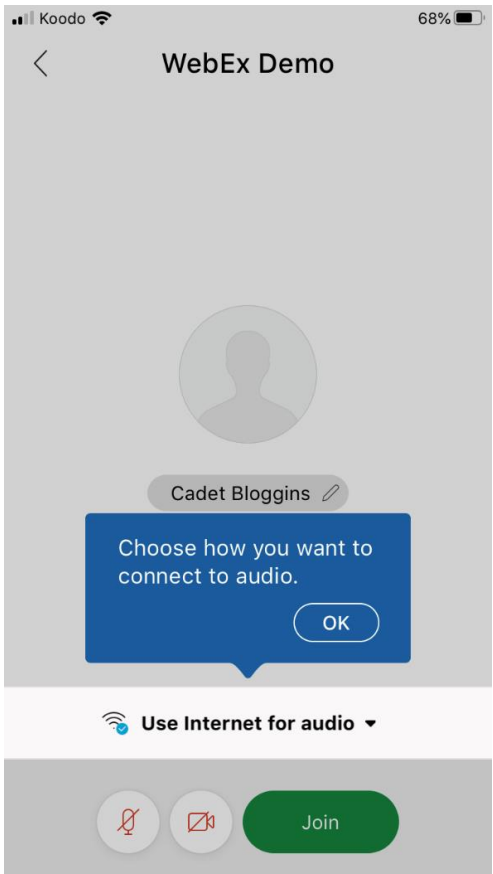 Koodo 68%
WebEx Demo
Cadet Bloggins
Choose how you want to
connect to audio.
OK
Use Internet for audio
Join